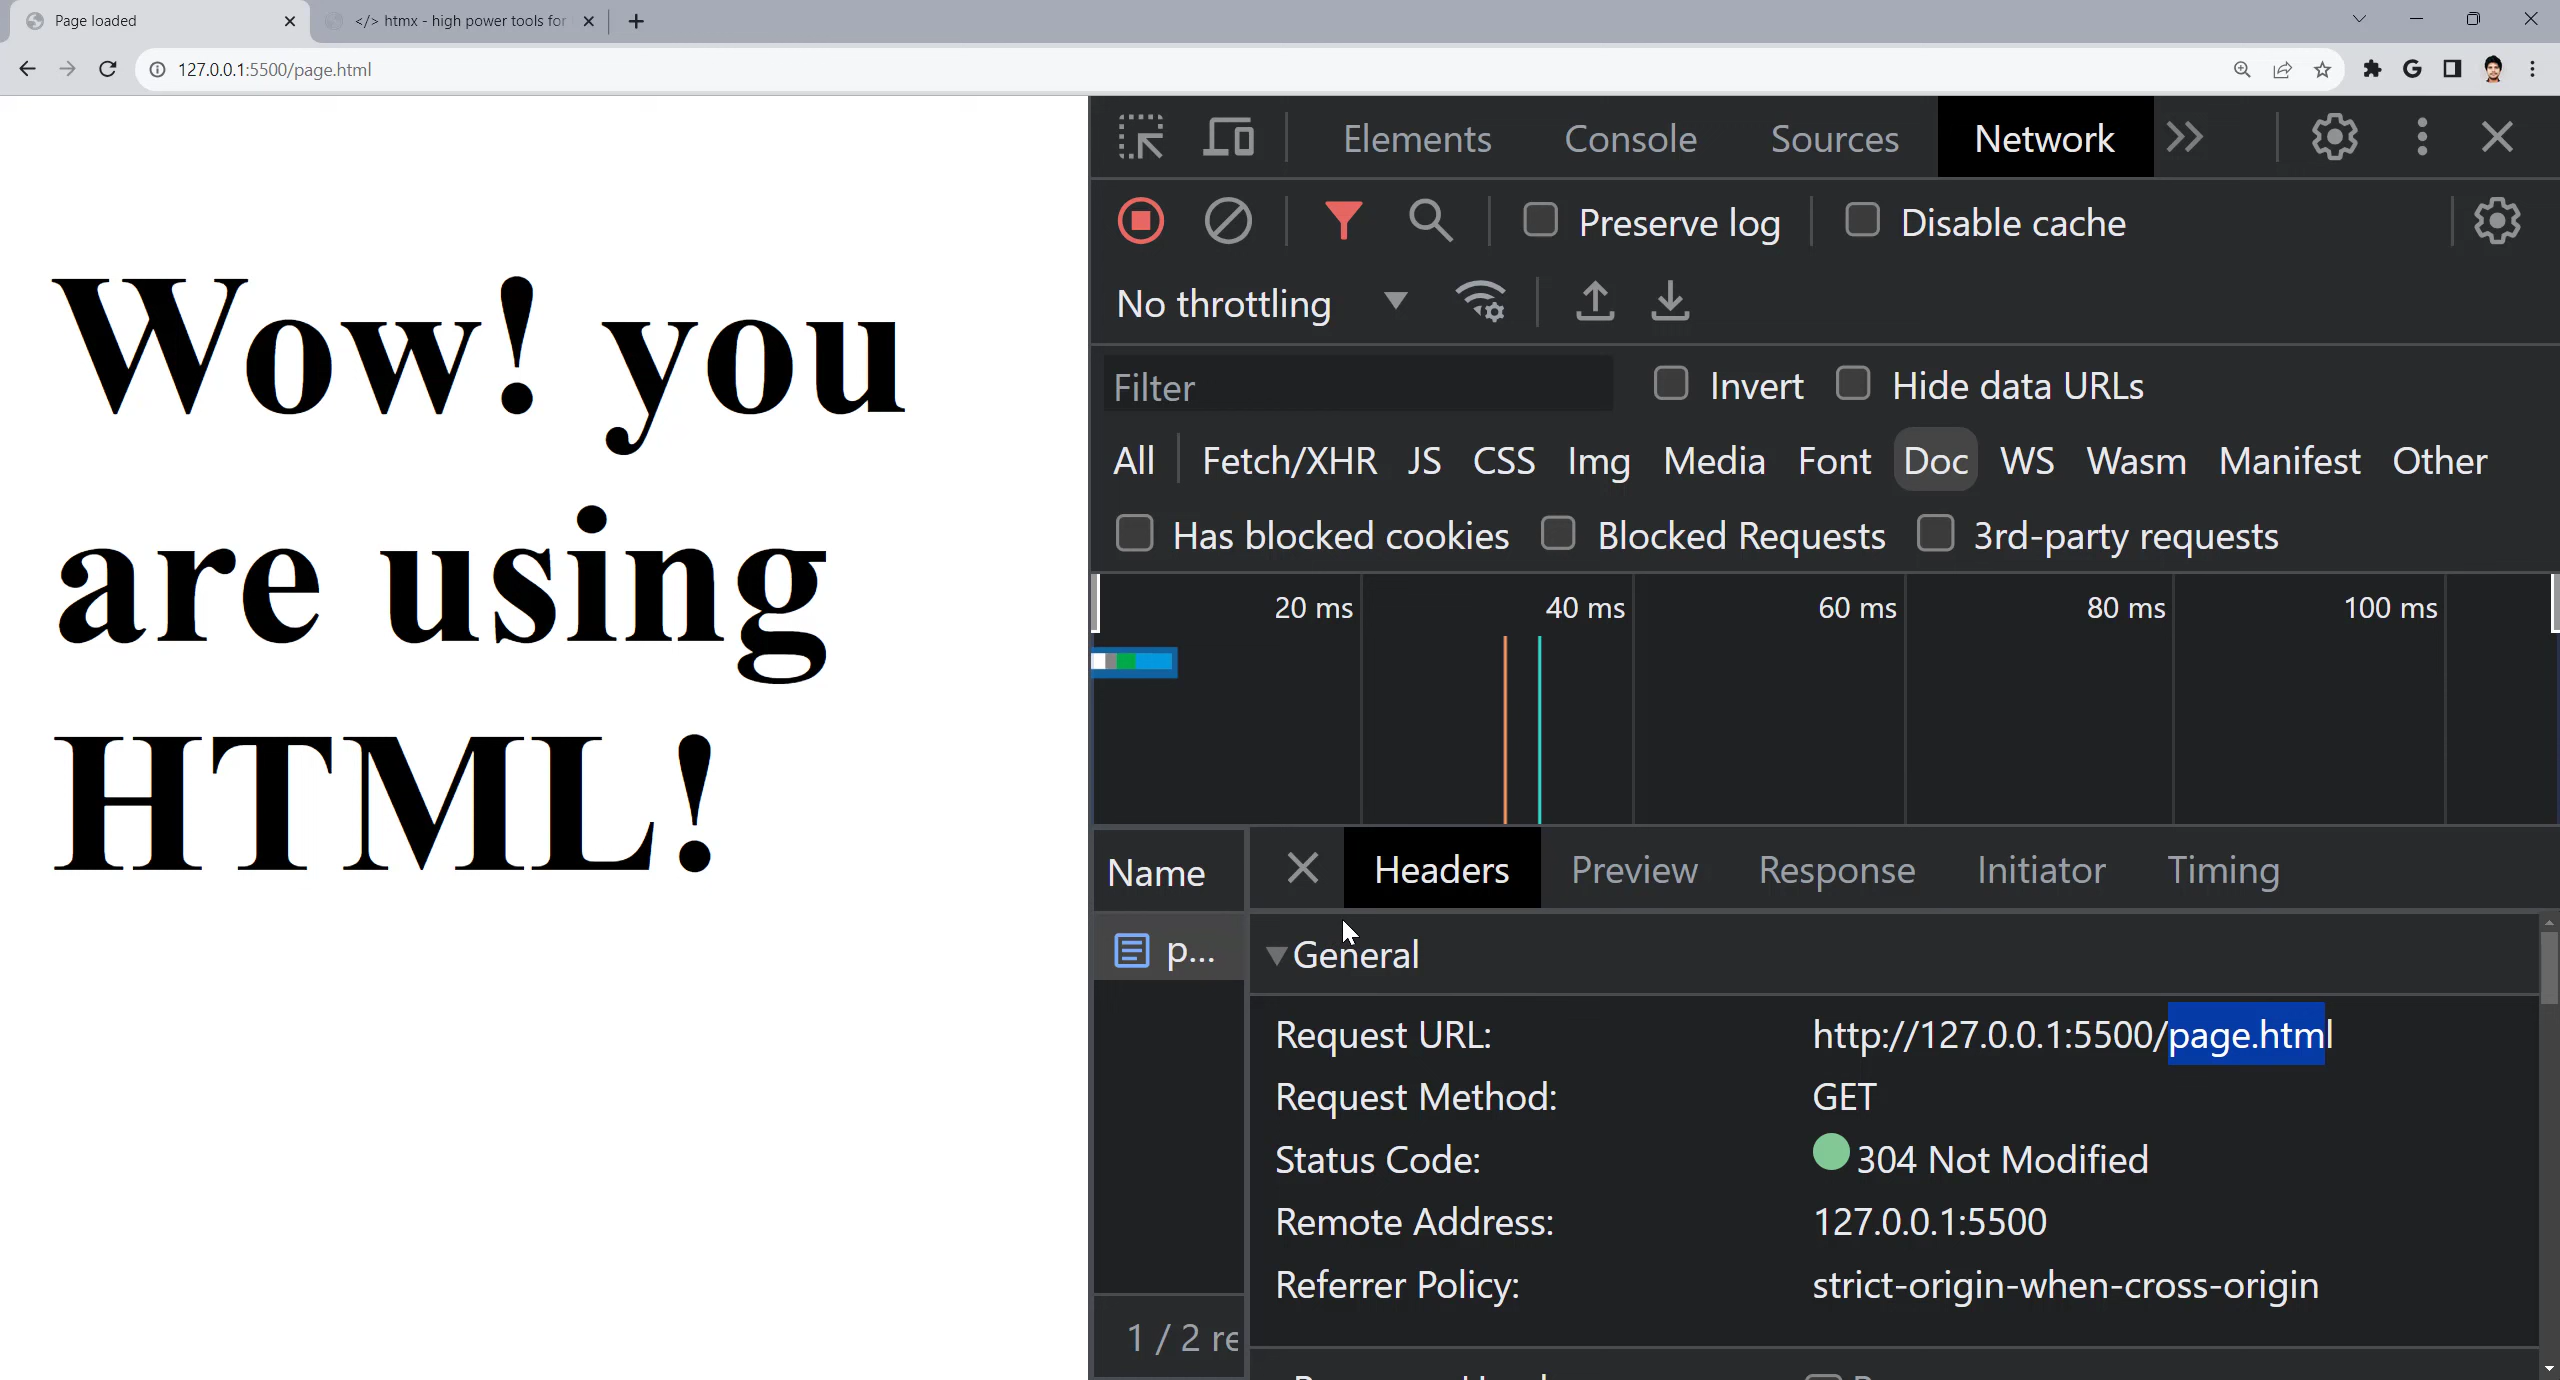 Page loaded
</> htmx - high power tools for
127.0.0.1:5500/page.html
Wow! you
are using
HTML!
Elements Console Sources Network
Preserve log Disable cache
No throttling
Filter Invert Hide data URLs
All Fetch/XHR JS CSS Img Media Font Doc WS Wasm Manifest Other
Has blocked cookies Blocked Requests 3rd-party requests
20 ms 40 ms 60 ms 80 ms 100 ms
Name Headers Preview Response Initiator Timing
p... General
Request URL: http://127.0.0.1:5500/page.html
Request Method: GET
Status Code: 304 Not Modified
Remote Address: 127.0.0.1:5500
Referrer Policy: strict-origin-when-cross-origin
1 / 2 re